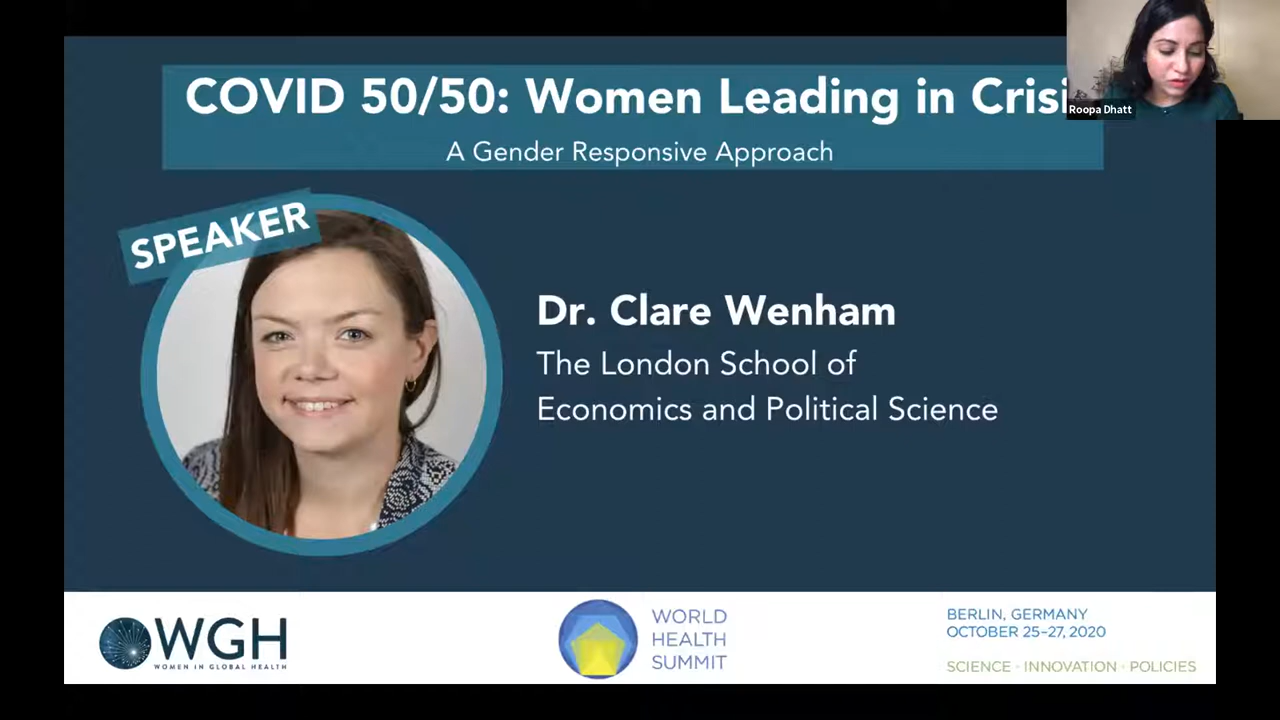 COVID 50/50: Women Leading in Crisi
Roopa Dhatt
A Gender Responsive Approach
SPEAKER
Dr. Clare Wenham
The London School of
Economics and Political Science
WGH
WOMEN IN GLOBAL HEALTH
WORLD
HEALTH
SUMMIT
BERLIN, GERMANY
OCTOBER 25–27, 2020
SCIENCE · INNOVATION · POLICIES